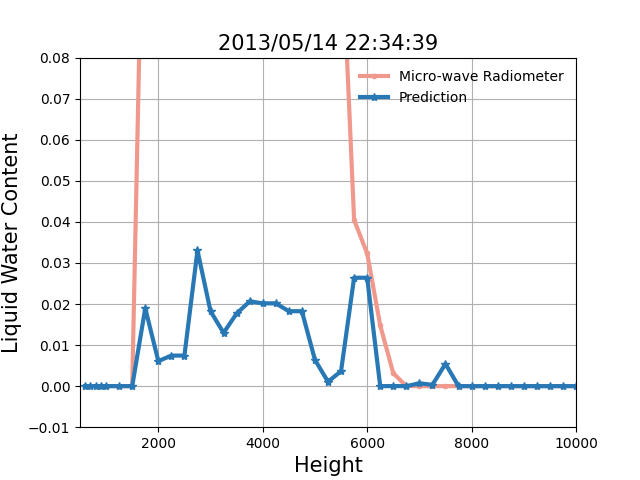 2013/05/14 22:34:39
Micro-wave Radiometer
Prediction
Liquid Water Content
0.08
0.07
0.06
0.05
0.04
0.03
0.02
0.01
0.00
−0.01
2000 4000 6000 8000 10000
Height